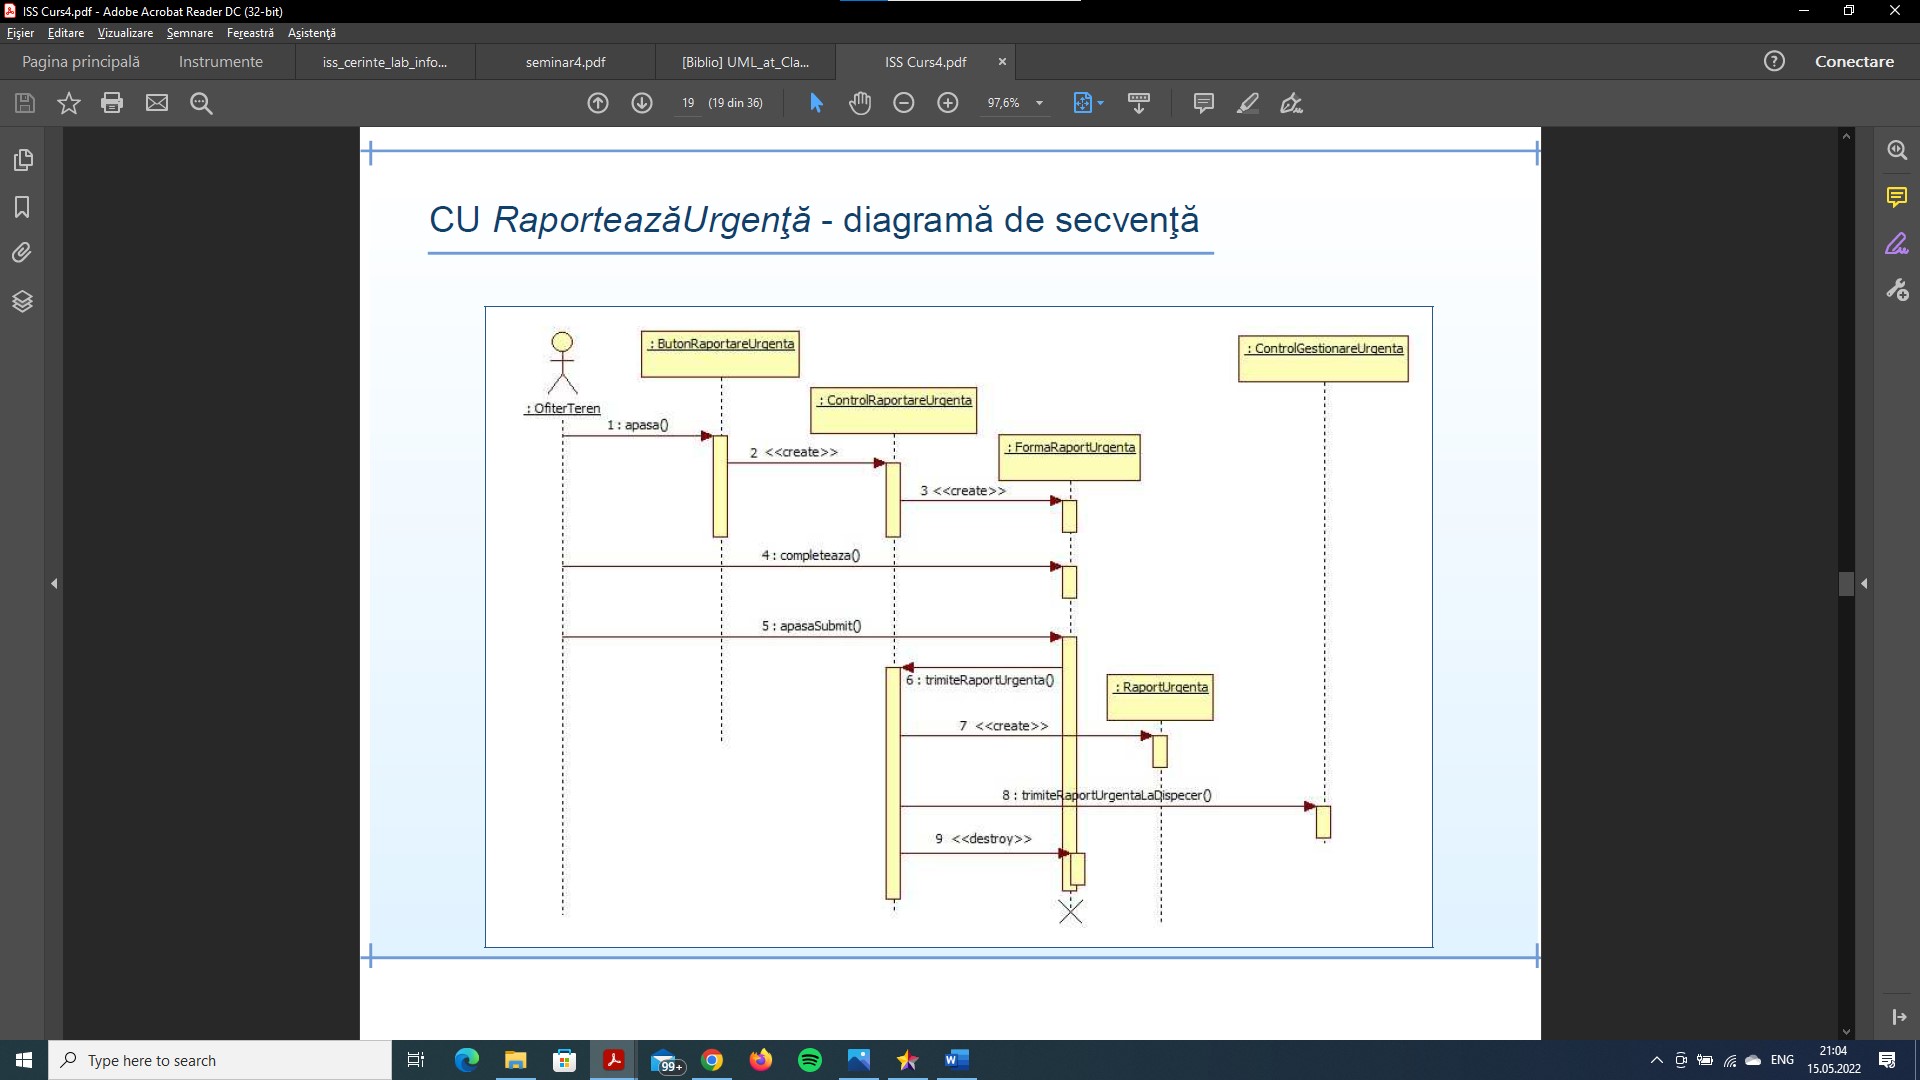 ISS Curs4.pdf - Adobe Acrobat Reader DC (32-bit)
Fişier Editare Vizualizare Semnare Fereastră Asistenţă
Pagina principală Instrumente iss_cerinte_lab_info... seminar4.pdf [Biblio] UML_at_Cla... ISS Curs4.pdf × ? Conectare
19 (19 din 36) 97,6%
CU RaporteazăUrgenţă - diagramă de secvenţă
: ButonRaportareUrgenta
: ControlGestionareUrgenta
: ControlRaportareUrgenta
: OfiterTeren
1 : apasa()
: FormaRaportUrgenta
2 <<create>>
3 <<create>>
4 : completeaza()
5 : apasaSubmit()
6 : trimiteRaportUrgenta()
: RaportUrgenta
7 <<create>>
8 : trimiteRaportUrgentaLaDispecer()
9 <<destroy>>
Type here to search
99+
ENG
21:04
15.05.2022